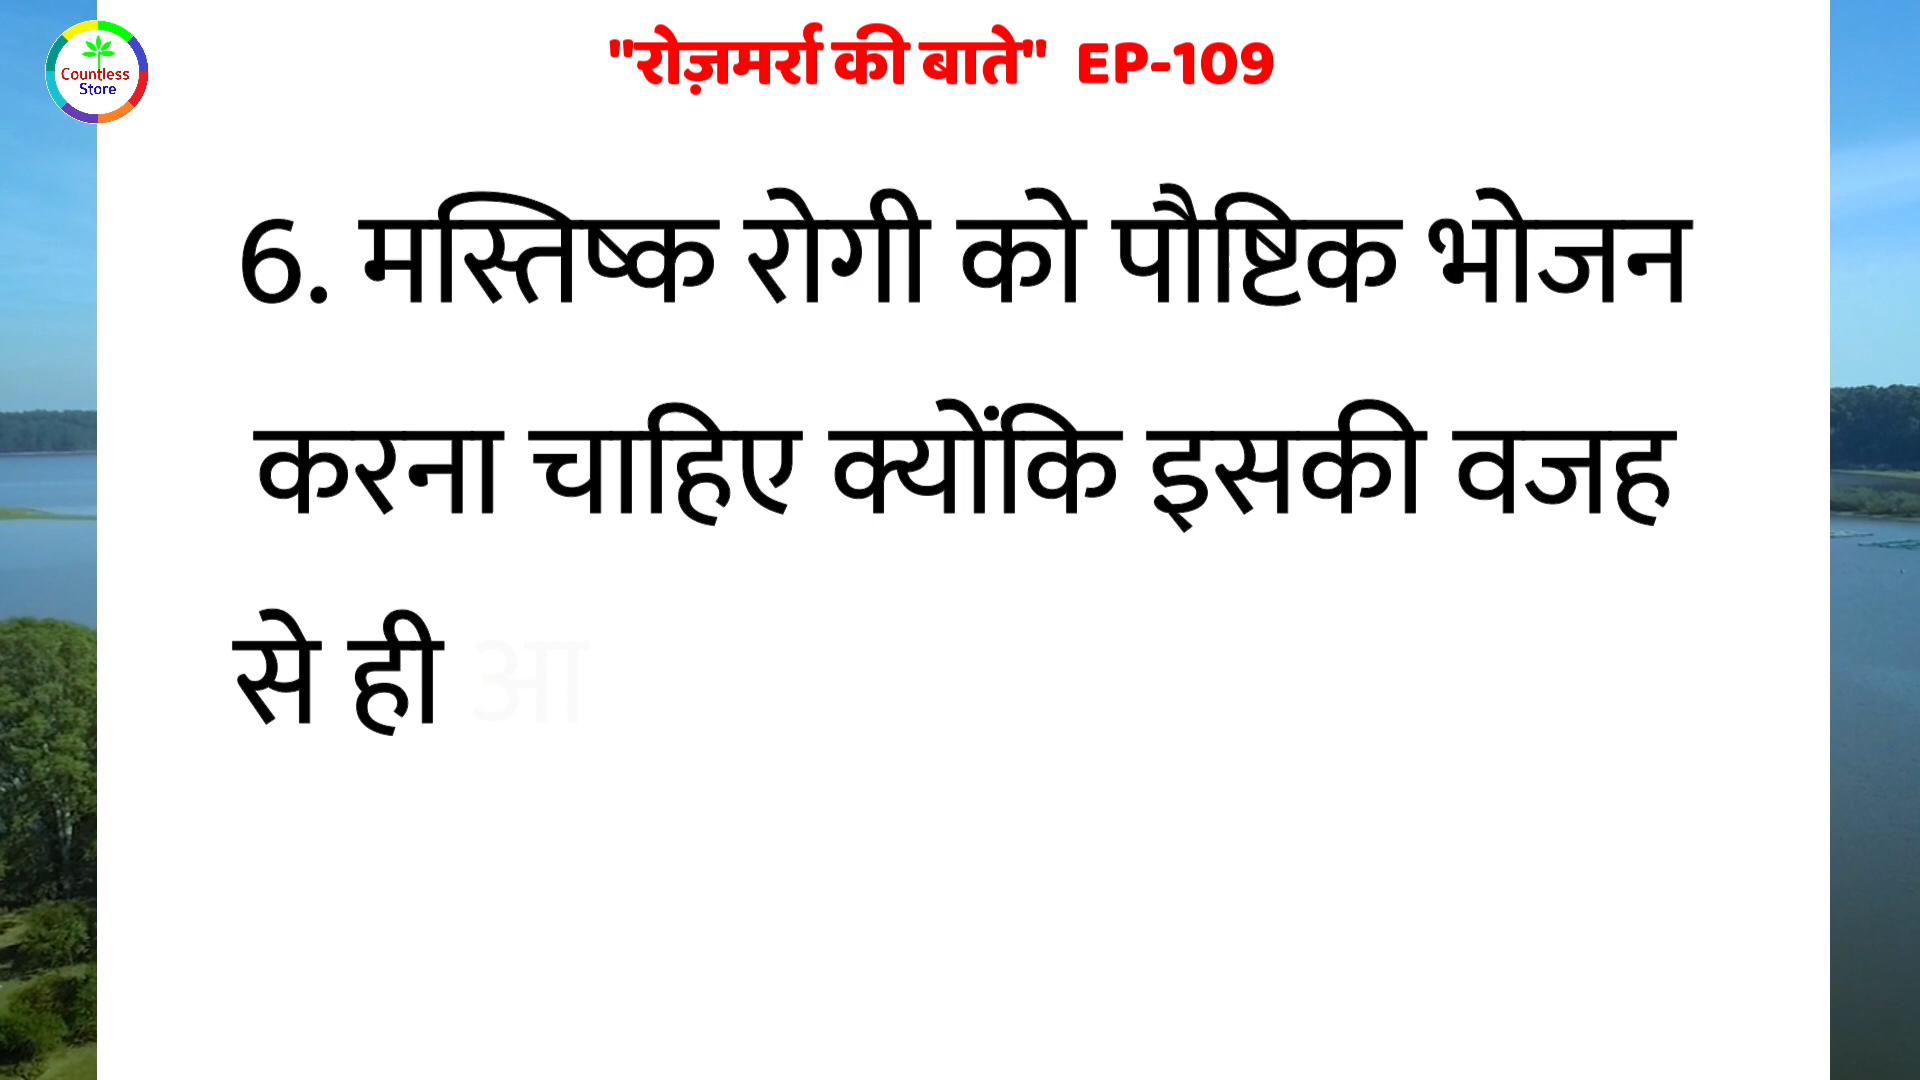 Countless
Store
"रोज़मर्रा की बाते" EP-109
6. मस्तिष्क रोगी को पौष्टिक भोजन
करना चाहिए क्योंकि इसकी वजह
से ही आ